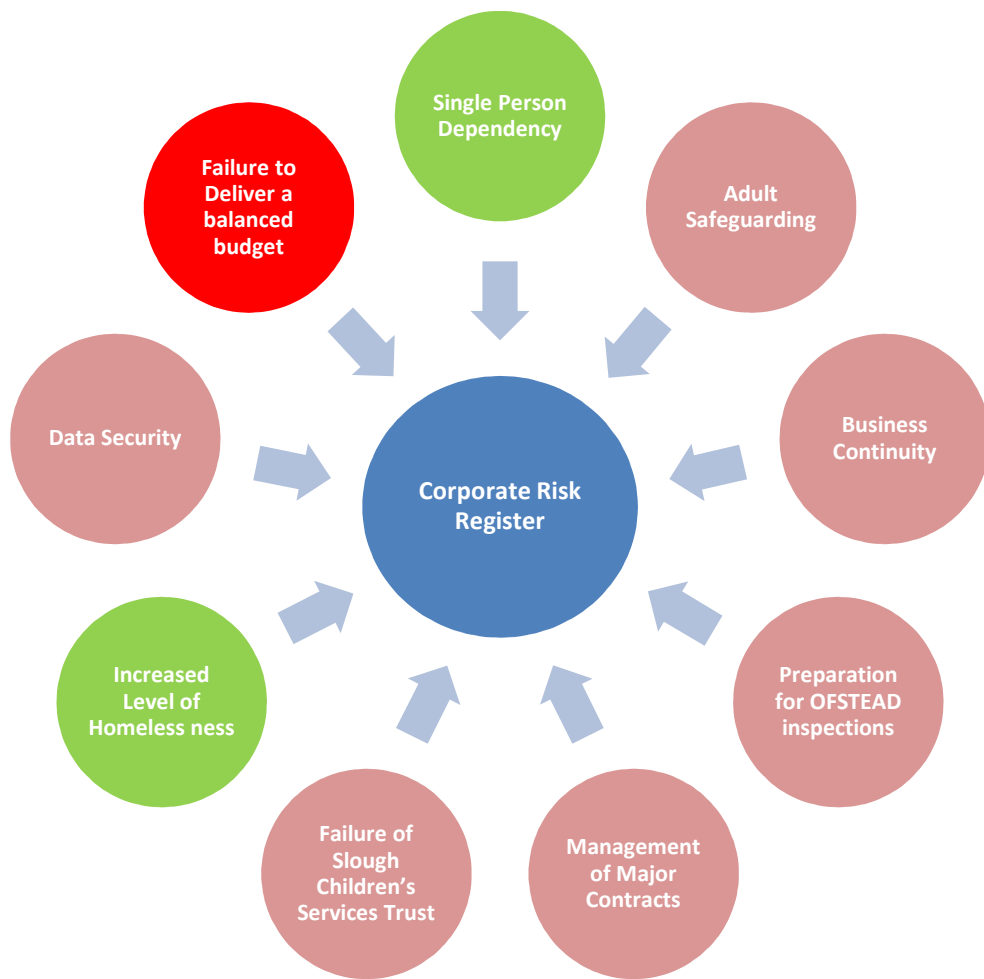 Single Person
Dependency
Failure to
Deliver a
balanced
budget
Adult
Safeguarding
Data Security
Business
Continuity
Corporate Risk
Register
Increased
Level of
Homeless ness
Preparation
for OFSTEAD
inspections
Failure of
Slough
Children’s
Services Trust
Management
of Major
Contracts